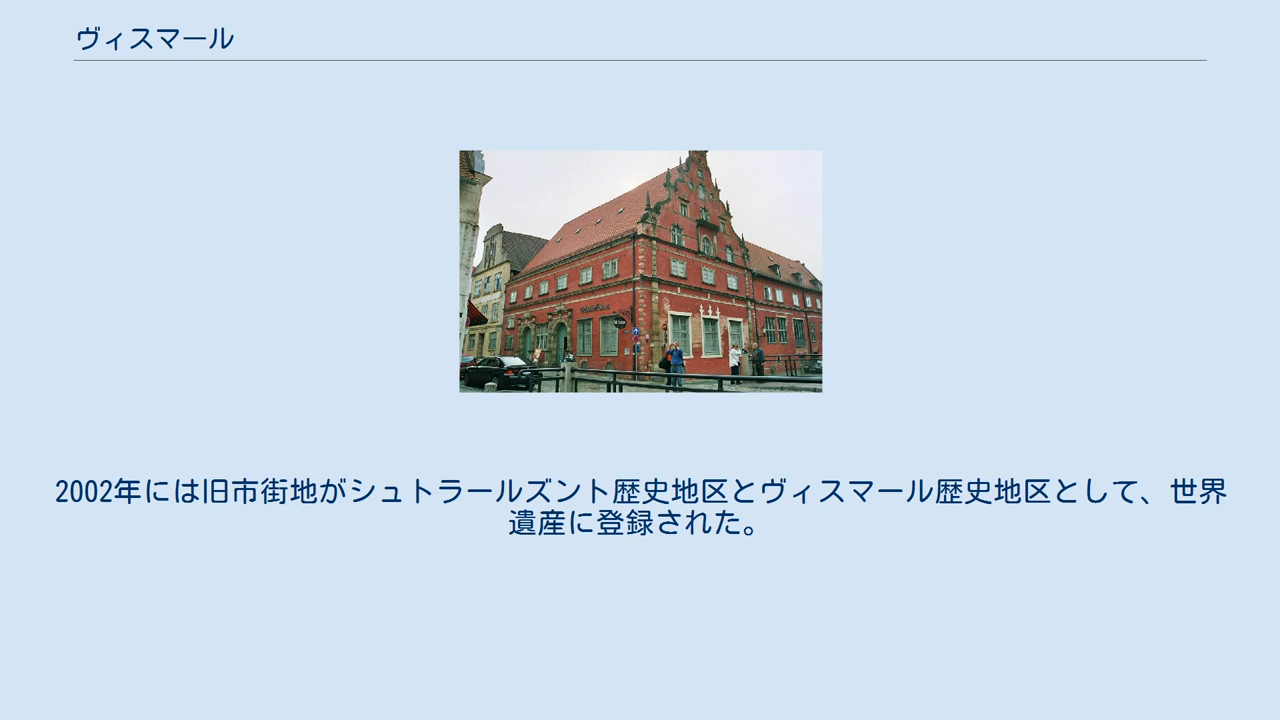 ヴィスマール
2002年には旧市街地がシュトラールズント歴史地区とヴィスマール歴史地区として、世界
遺産に登録された。